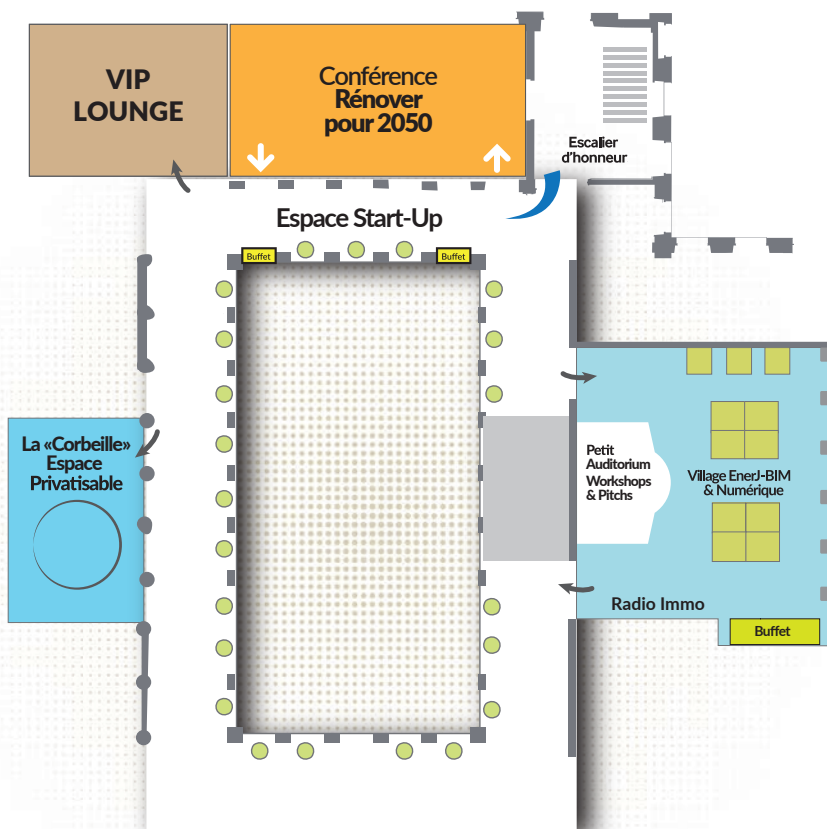 VIP
LOUNGE
Conférence
Rénover
pour 2050
Escalier
d'honneur
Espace Start-Up
Buffet
Buffet
La «Corbeille»
Espace
Privatisable
Petit
Auditorium
Workshops
& Pitchs
Village EnerJ-BIM
& Numérique
Radio Immo
Buffet